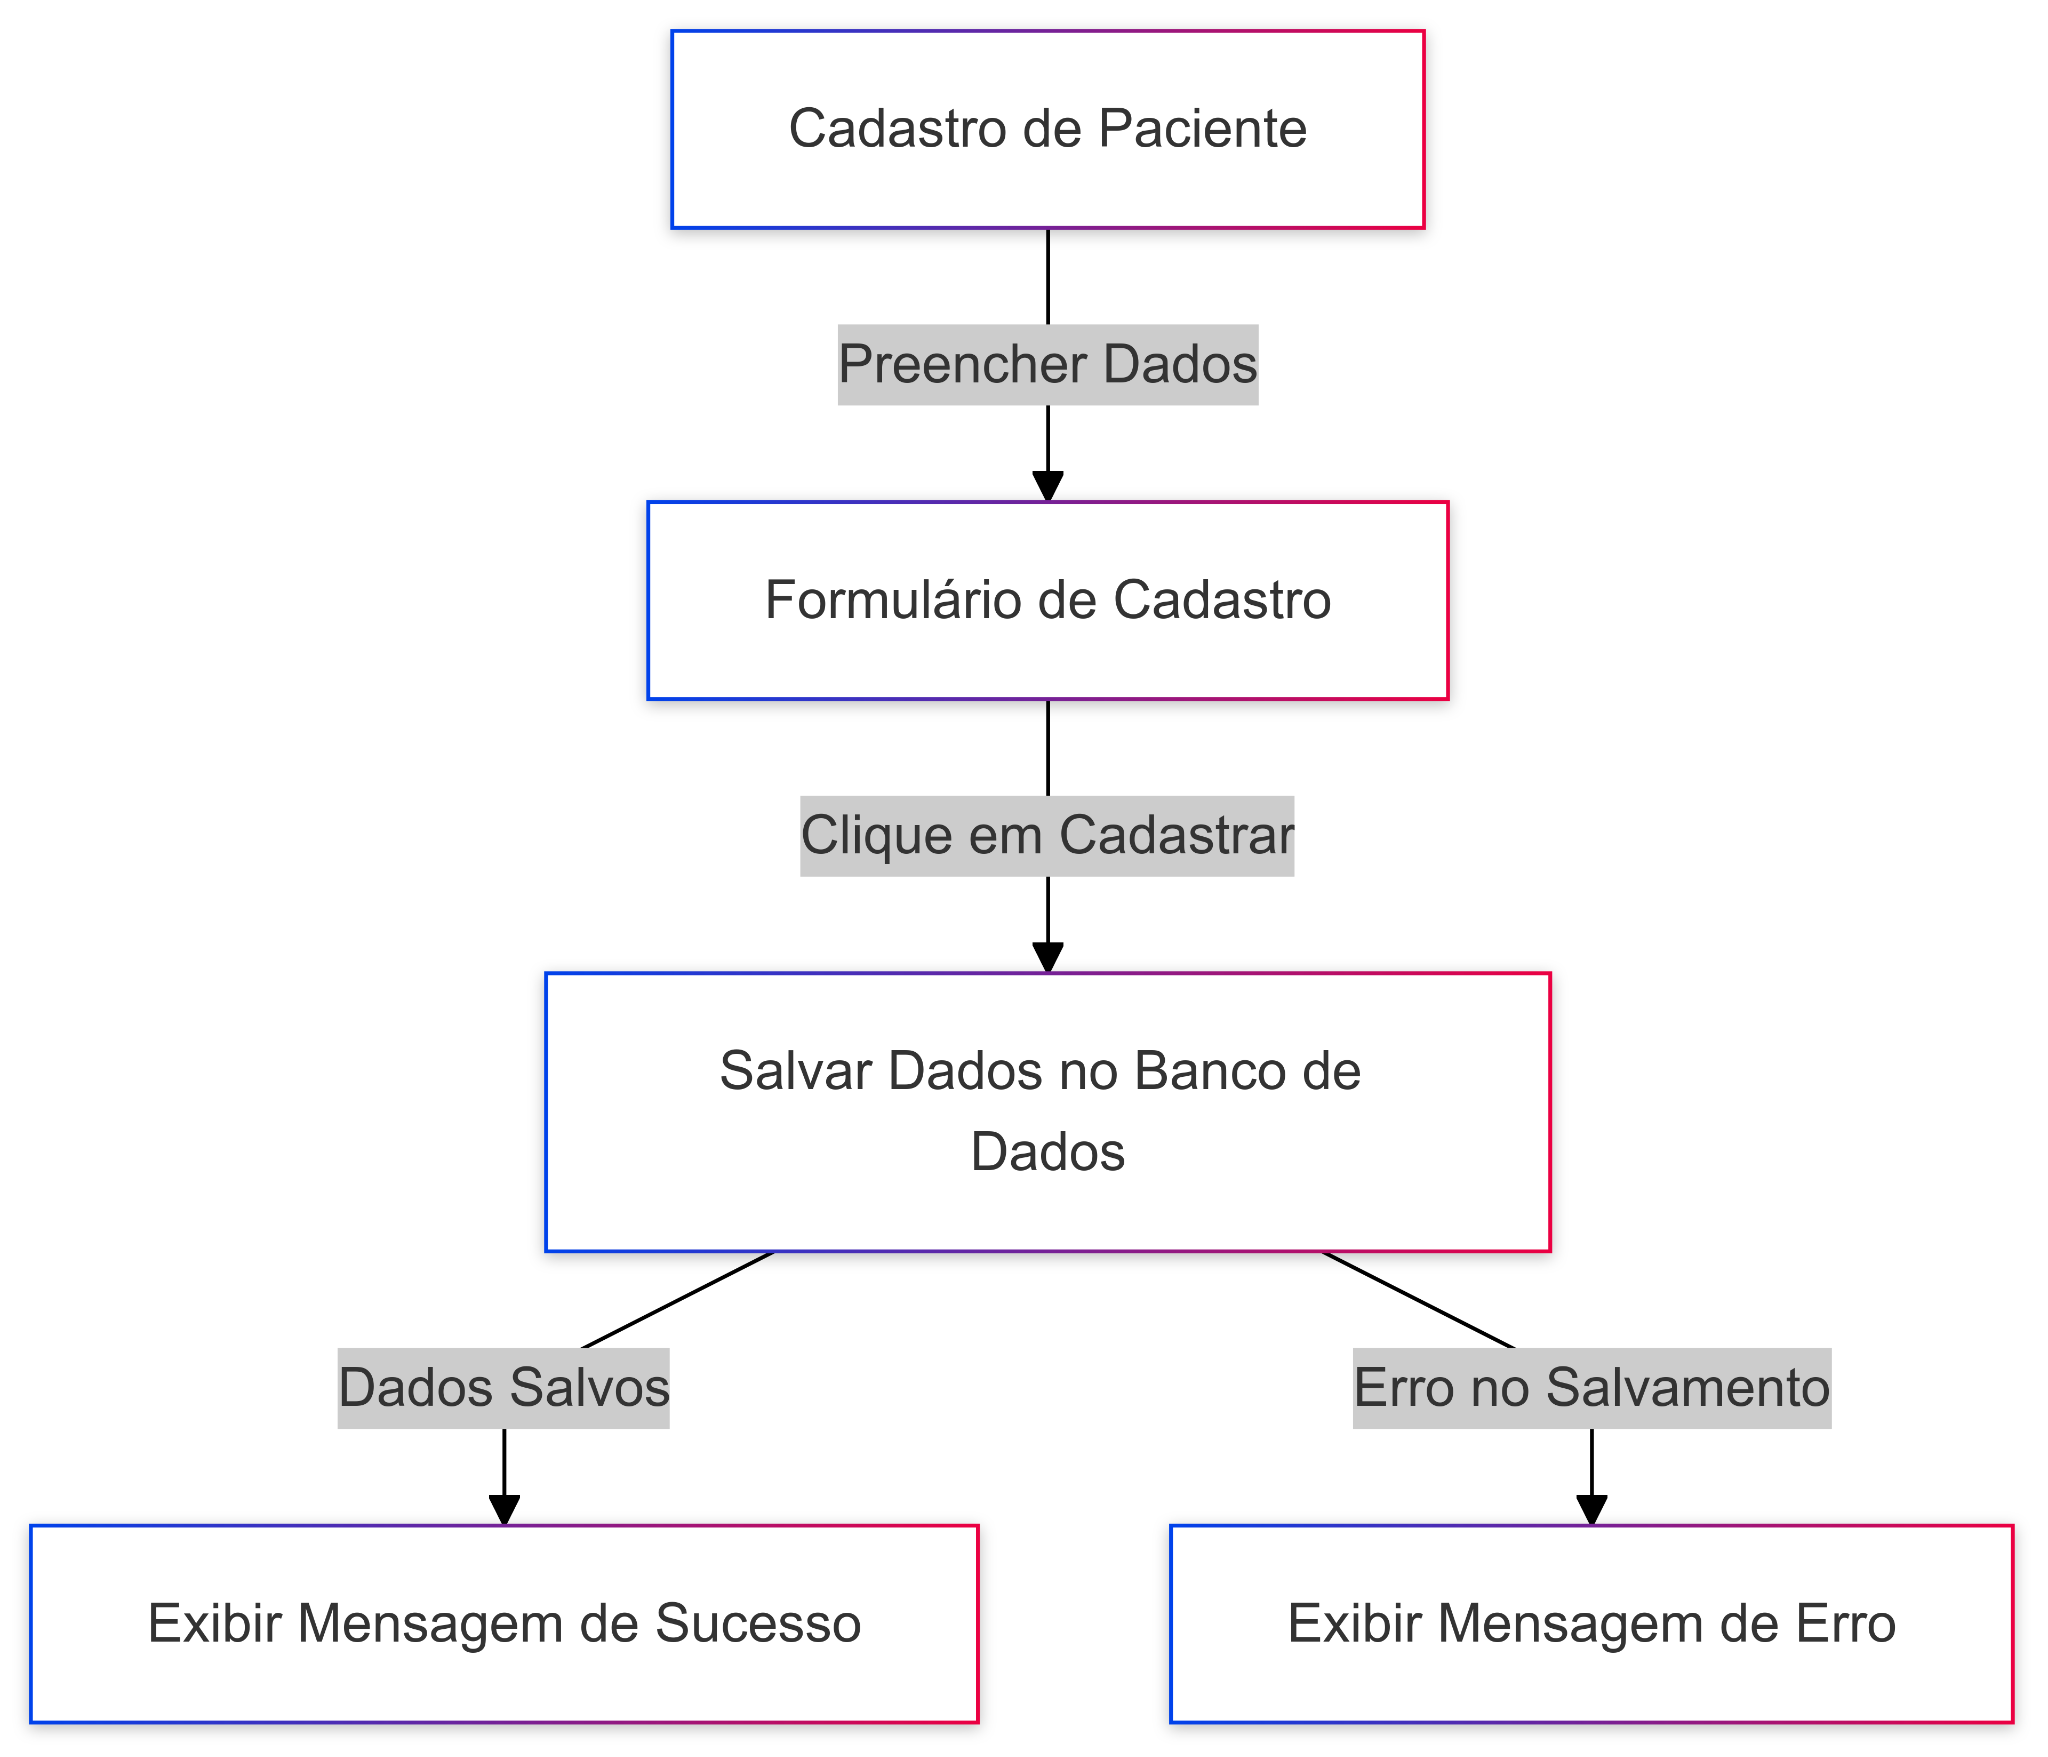 Cadastro de Paciente
Preencher Dados
Formulário de Cadastro
Clique em Cadastrar
Salvar Dados no Banco de
Dados
Dados Salvos
Erro no Salvamento
Exibir Mensagem de Sucesso
Exibir Mensagem de Erro